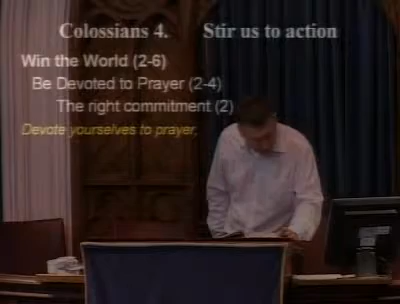 Colossians 4. Stir us to action
Win the World (2-6)
Be Devoted to Prayer (2-4)
The right commitment (2)
Devote yourselves to prayer,